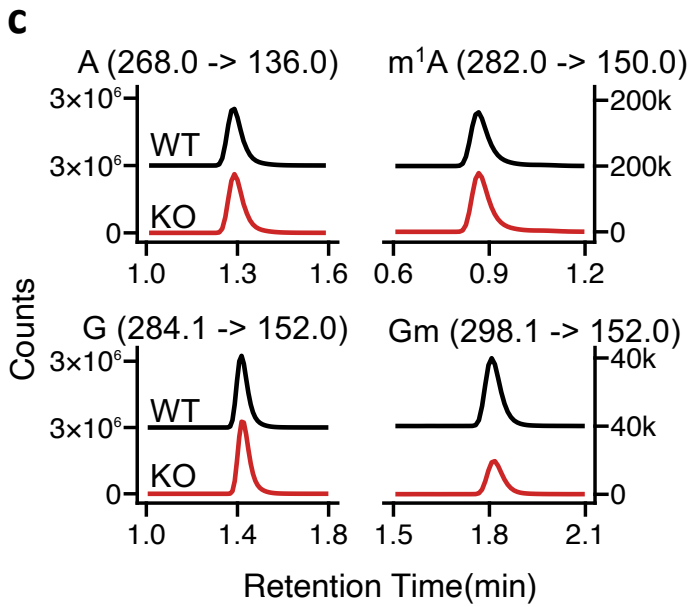 c
A (268.0 -> 136.0)
m¹A (282.0 -> 150.0)
3×10⁶
WT
3×10⁶
KO
0
1.0
1.3
1.6
200k
200k
0
0.6
0.9
1.2
Counts
G (284.1 -> 152.0)
Gm (298.1 -> 152.0)
3×10⁶
WT
3×10⁶
KO
0
1.0
1.4
1.8
40k
40k
0
1.5
1.8
2.1
Retention Time(min)